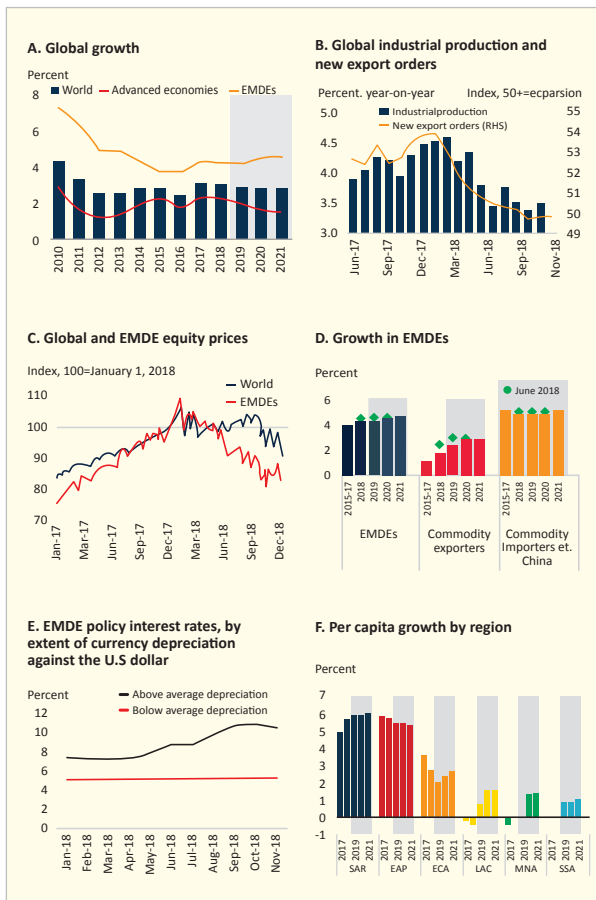 A. Global growth
Percent
World Advanced economies EMDEs
8
6
4
2
0
2010 2011 2012 2013 2014 2015 2016 2017 2018 2019 2020 2021
B. Global industrial production and
new export orders
Percent. year-on-year Index, 50+=ecparsion
Industrialproduction
New export orders (RHS)
5.0
4.5
4.0
3.5
3.0
55
54
53
52
51
50
49
Jun-17 Sep-17 Dec-17 Mar-18 Jun-18 Sep-18 Nov-18
C. Global and EMDE equity prices
Index, 100=January 1, 2018
World
EMDEs
110
100
90
80
70
Jan-17 Mar-17 Jun-17 Sep-17 Dec-17 Mar-18 Jun-18 Sep-18 Dec-18
D. Growth in EMDEs
Percent
June 2018
6
4
2
0
2015-17 2018 2019 2020 2021 2015-17 2018 2019 2020 2021 2015-17 2018 2019 2020 2021
EMDEs Commodity exporters Commodity Importers et. China
E. EMDE policy interest rates, by
extent of currency depreciation
against the U.S dollar
Percent
Above average depreciation
Bolow average depreciation
12
10
8
6
4
2
0
Jan-18 Feb-18 Mar-18 Apr-18 May-18 Jun-18 Jul-18 Aug-18 Sep-18 Oct-18 Nov-18
F. Per capita growth by region
Percent
7
6
5
4
3
2
1
0
-1
2017 2019 2021 2017 2019 2021 2017 2019 2021 2017 2019 2021 2017 2019 2021 2017 2019 2021
SAR EAP ECA LAC MNA SSA